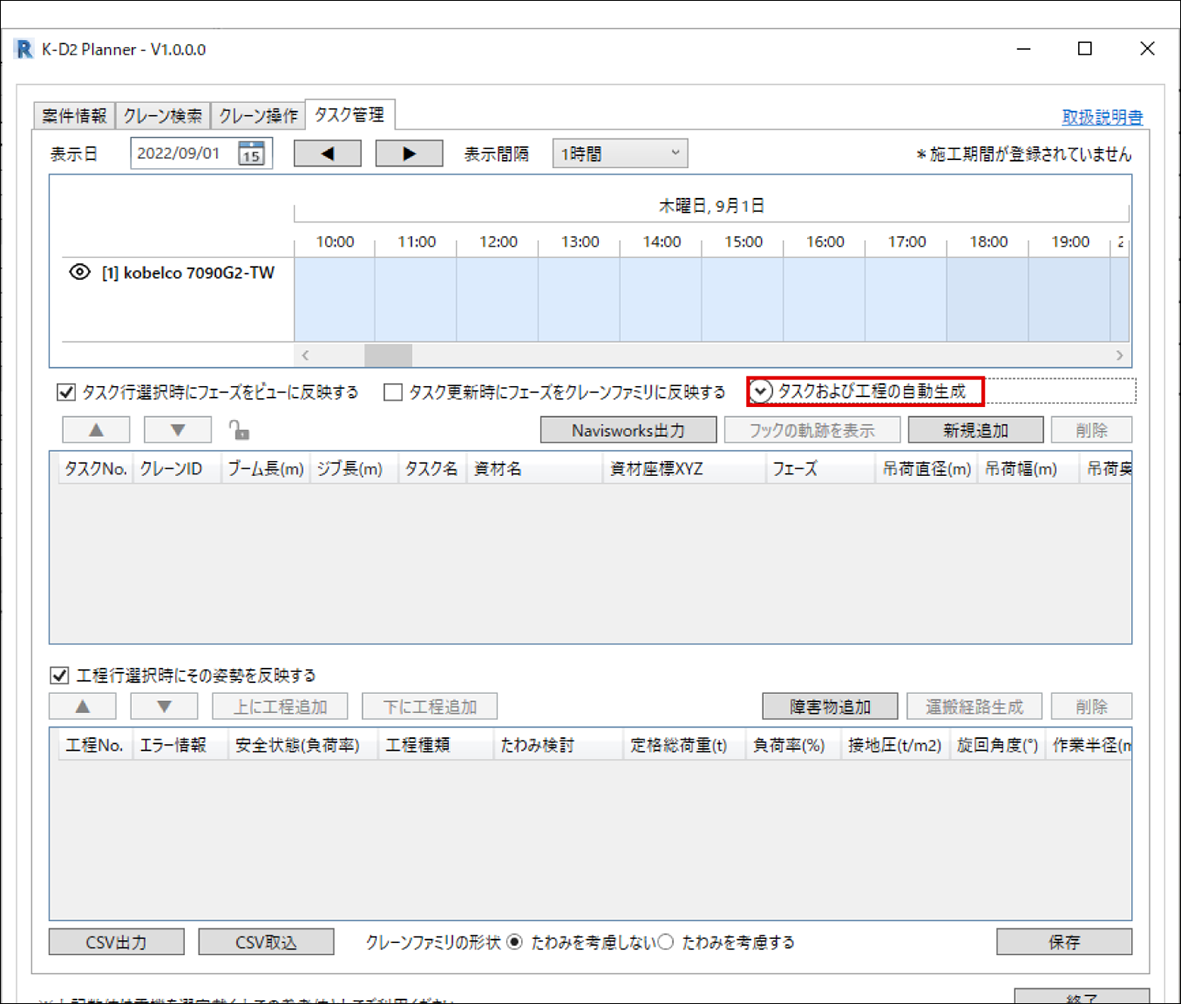 K-D2 Planner - V1.0.0.0
案件情報 クレーン検索 クレーン操作 タスク管理 取扱説明書
表示日 2022/09/01 15 ◀ ▶ 表示間隔 1時間 *施工期間が登録されていません
木曜日, 9月1日
10:00 11:00 12:00 13:00 14:00 15:00 16:00 17:00 18:00 19:00 2
[1] kobelco 7090G2-TW
タスク行選択時にフェーズをビューに反映する タスク更新時にフェーズをクレーンファミリに反映する タスクおよび工程の自動生成
▲ ▼ Navisworks出力 フックの軌跡を表示 新規追加 削除
タスクNo. クレーンID ブーム長(m) ジブ長(m) タスク名 資材名 資材座標XYZ フェーズ 吊荷直径(m) 吊荷幅(m) 吊荷奥
工程行選択時にその姿勢を反映する
▲ ▼ 上に工程追加 下に工程追加 障害物追加 運搬経路生成 削除
工程No. エラー情報 安全状態(負荷率) 工程種類 たわみ検討 定格総荷重(t) 負荷率(%) 接地圧(t/m2) 旋回角度(°) 作業半径(m
CSV出力 CSV取込 クレーンファミリの形状 たわみを考慮しない たわみを考慮する 保存
終了